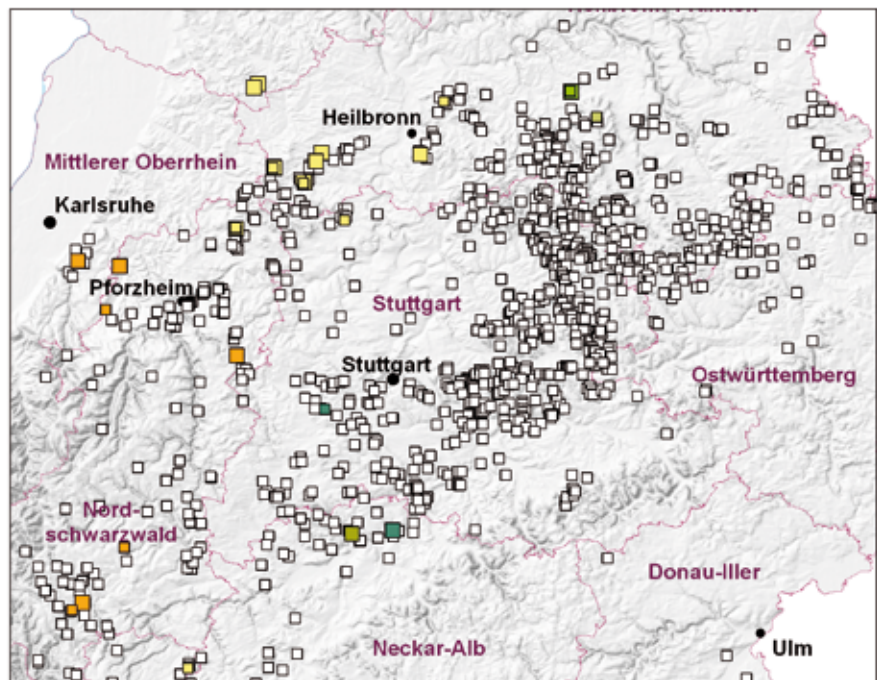 Heilbronn
Mittlerer Oberrhein
Karlsruhe
Pforzheim
Stuttgart
Stuttgart
Ostwürttemberg
Nord-
schwarzwald
Donau-Iller
Neckar-Alb
Ulm